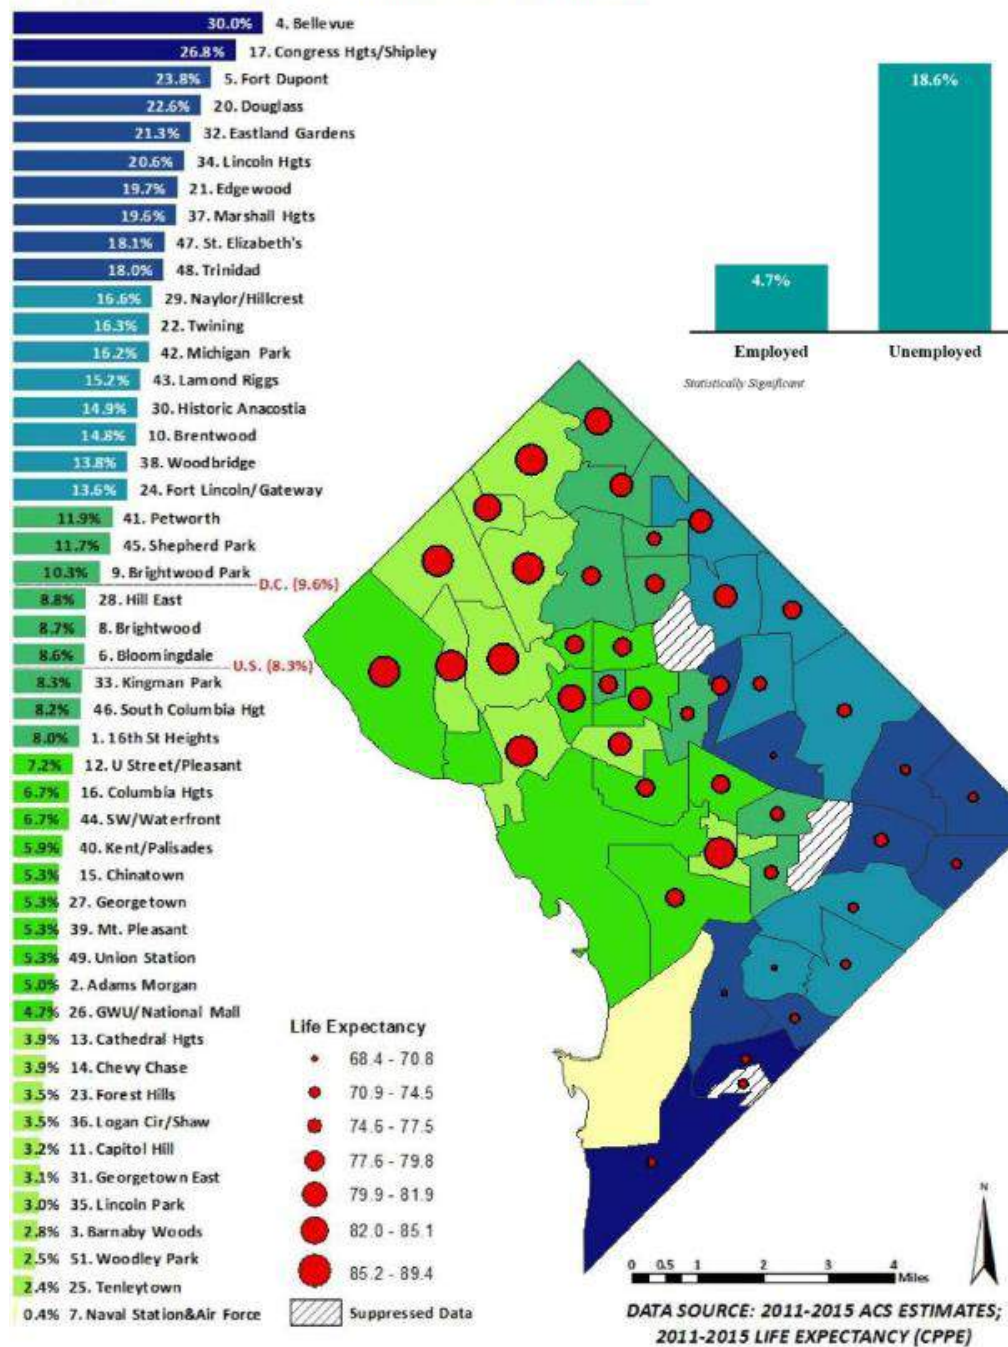 30.0% 4. Bellevue
26.8% 17. Congress Hgts/Shipley
23.8% 5. Fort Dupont
22.6% 20. Douglass
21.3% 32. Eastland Gardens
20.6% 34. Lincoln Hgts
19.7% 21. Edgewood
19.6% 37. Marshall Hgts
18.1% 47. St. Elizabeth's
18.0% 48. Trinidad
16.6% 29. Naylor/Hillcrest
16.3% 22. Twining
16.2% 42. Michigan Park
15.2% 43. Lamond Riggs
14.9% 30. Historic Anacostia
14.8% 10. Brentwood
13.8% 38. Woodbridge
13.6% 24. Fort Lincoln/Gateway
11.9% 41. Petworth
11.7% 45. Shepherd Park
10.3% 9. Brightwood Park
D.C. (9.6%)
8.8% 28. Hill East
8.7% 8. Brightwood
8.6% 6. Bloomingdale
U.S. (8.3%)
8.3% 33. Kingman Park
8.2% 46. South Columbia Hgt
8.0% 1. 16th St Heights
7.2% 12. U Street/Pleasant
6.7% 16. Columbia Hgts
6.7% 44. SW/Waterfront
5.9% 40. Kent/Palisades
5.3% 15. Chinatown
5.3% 27. Georgetown
5.3% 39. Mt. Pleasant
5.3% 49. Union Station
5.0% 2. Adams Morgan
4.7% 26. GWU/National Mall
3.9% 13. Cathedral Hgts
3.9% 14. Chevy Chase
3.5% 23. Forest Hills
3.5% 36. Logan Cir/Shaw
3.2% 11. Capitol Hill
3.1% 31. Georgetown East
3.0% 35. Lincoln Park
2.8% 3. Barnaby Woods
2.5% 51. Woodley Park
2.4% 25. Tenleytown
0.4% 7. Naval Station&Air Force
18.6%
4.7%
Employed Unemployed
Statistically Significant
Life Expectancy
68.4 - 70.8
70.9 - 74.5
74.6 - 77.5
77.6 - 79.8
79.9 - 81.9
82.0 - 85.1
85.2 - 89.4
Suppressed Data
N
0 0.5 1 2 3 4
Miles
DATA SOURCE: 2011-2015 ACS ESTIMATES;
2011-2015 LIFE EXPECTANCY (CPPE)